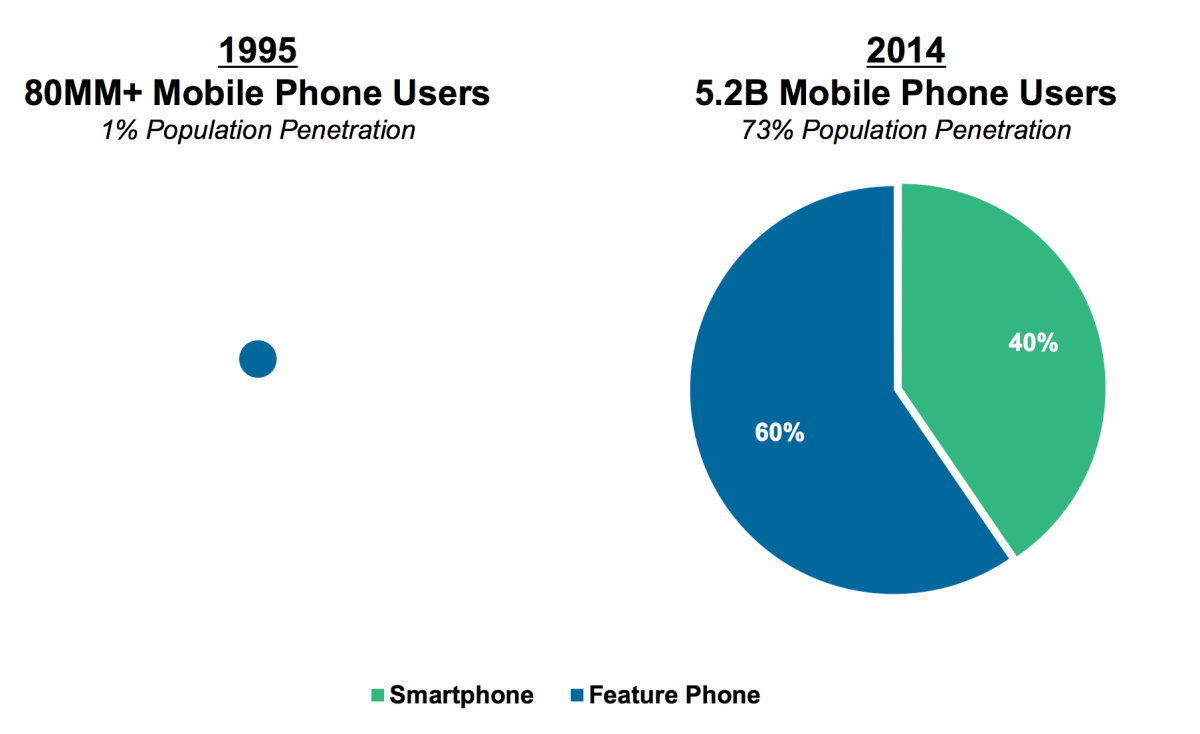 1995
80MM+ Mobile Phone Users
1% Population Penetration
2014
5.2B Mobile Phone Users
73% Population Penetration
40%
60%
Smartphone
Feature Phone